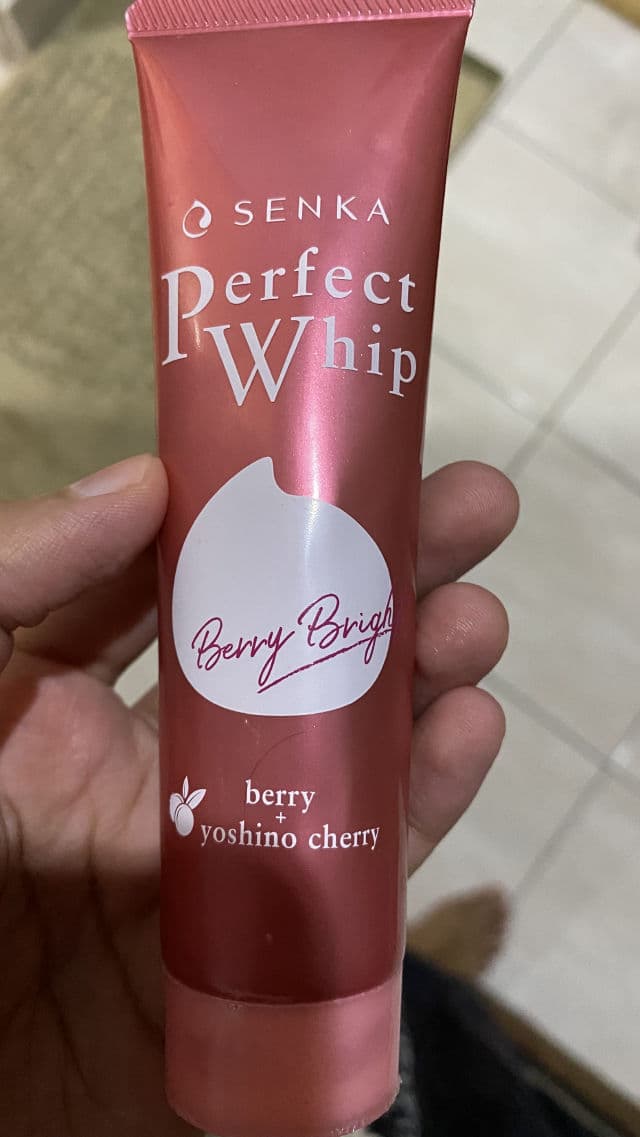 SENKA
Perfect
Whip
Berry Brigh
berry
+
yoshino cherry